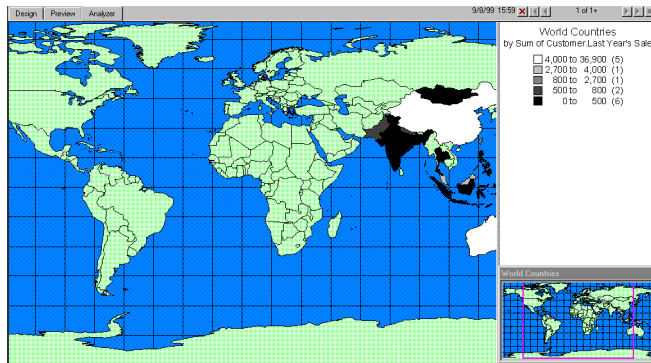 Design Preview Analyzer 9/8/99 15:59 1 of 1+
World Countries
by Sum of Customer.Last Year's Sale
4,000 to 36,900 (5)
2,700 to 4,000 (1)
800 to 2,700 (1)
500 to 800 (2)
0 to 500 (6)
World Countries